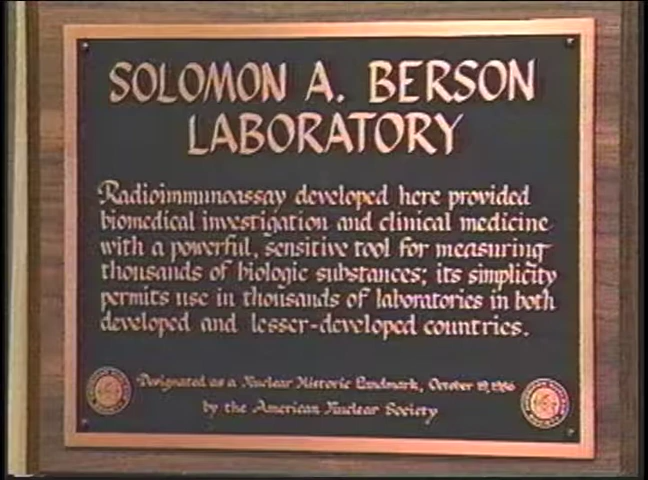 SOLOMON A. BERSON
LABORATORY
Radioimmunoassay developed here provided
biomedical investigation and clinical medicine
with a powerful, sensitive tool for measuring
thousands of biologic substances; its simplicity
permits use in thousands of laboratories in both
developed and lesser-developed countries.
Designated as a Nuclear Historic Landmark, October 19, 1986
by the American Nuclear Society